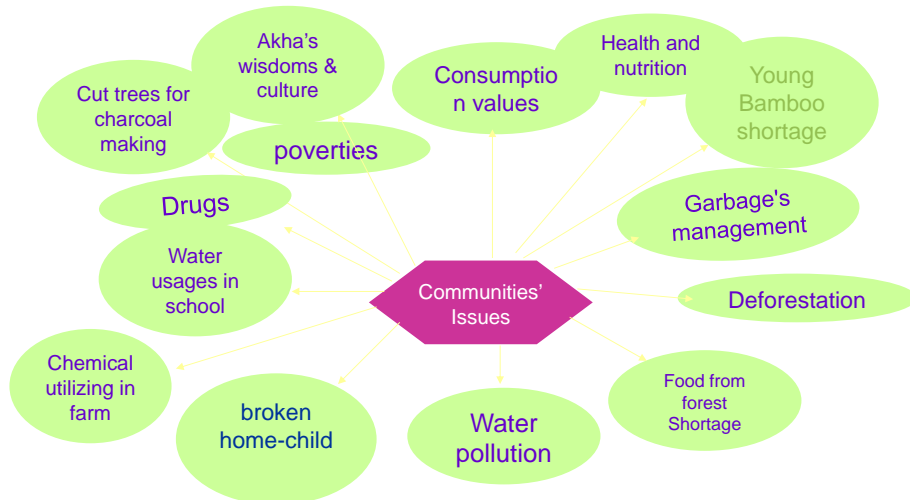 Akha's
wisdoms &
culture
Health and
nutrition
Consumptio
n values
Young
Bamboo
shortage
Cut trees for
charcoal
making
poverties
Drugs
Garbage's
management
Water
usages in
school
Communities'
Issues
Deforestation
Chemical
utilizing in
farm
Food from
forest
Shortage
broken
home-child
Water
pollution